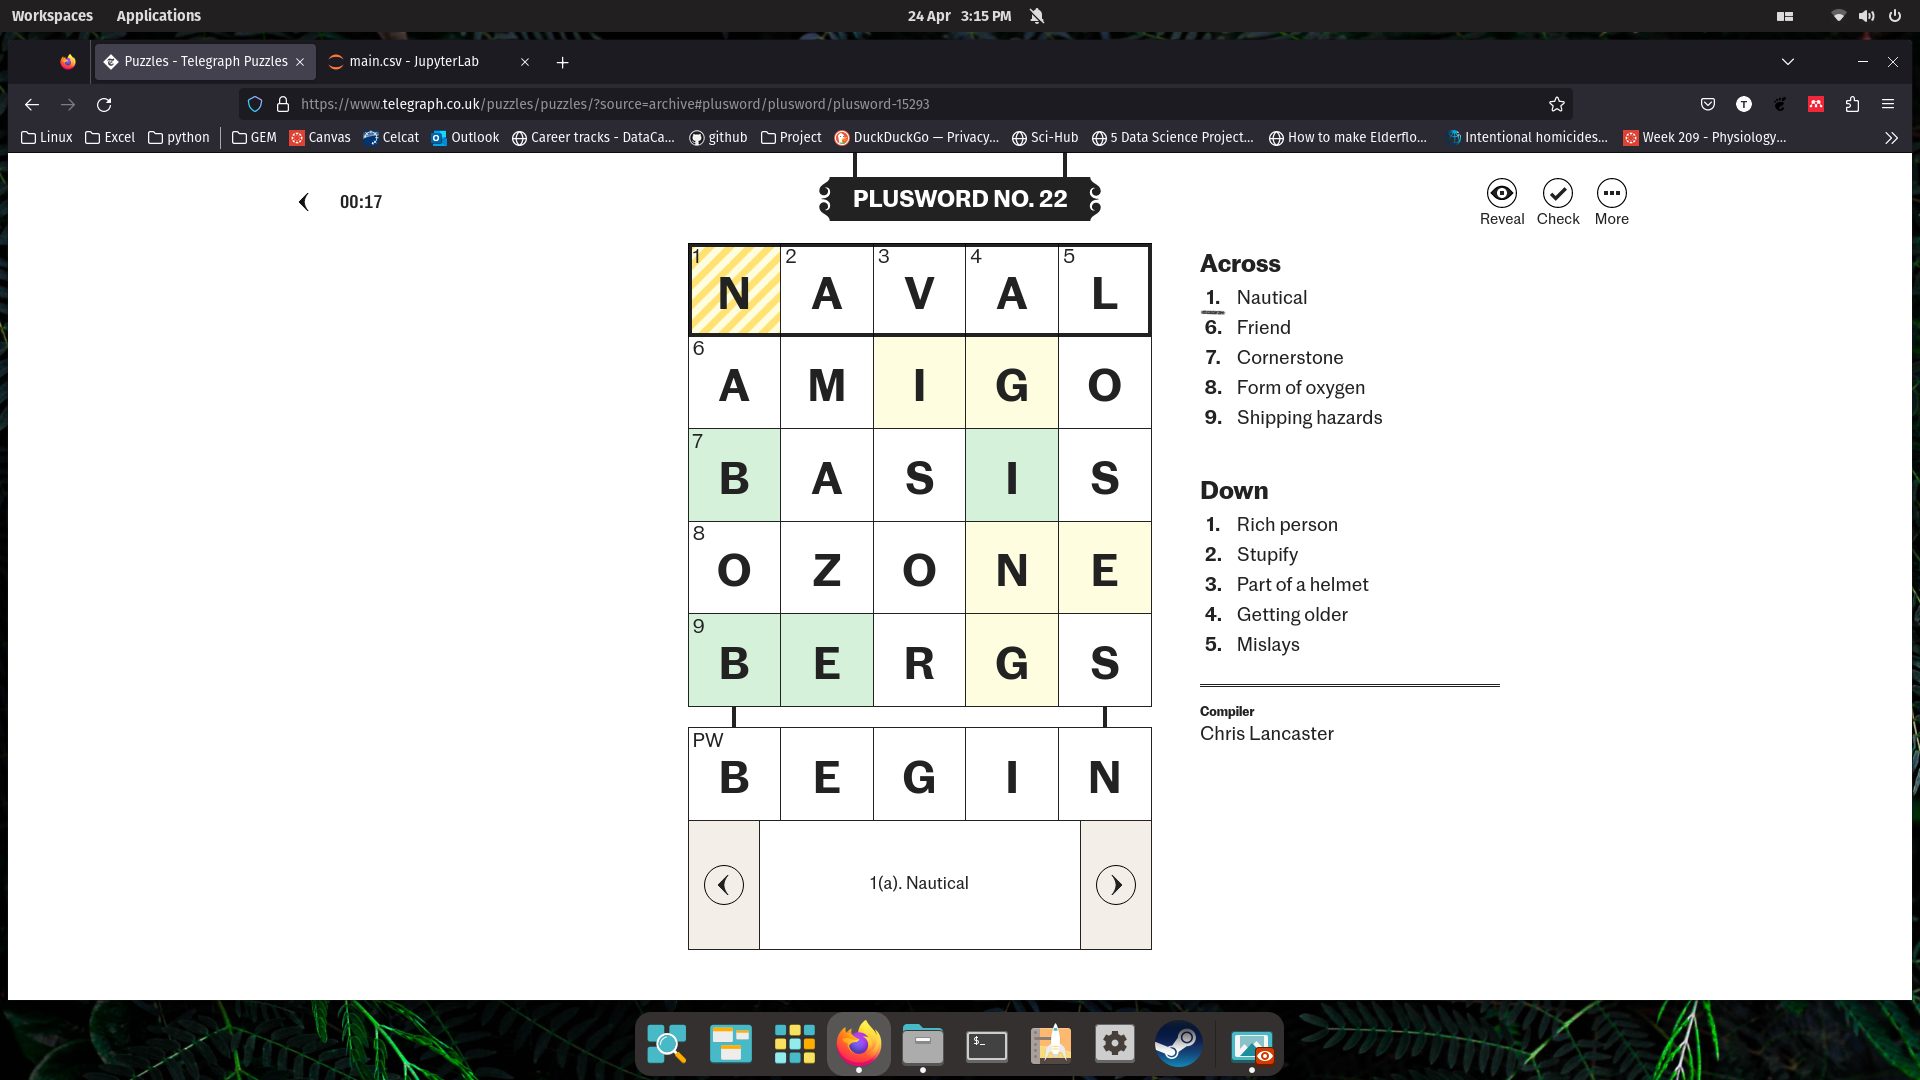 Workspaces Applications 24 Apr 3:15 PM
Puzzles - Telegraph Puzzles main.csv - JupyterLab
https://www.telegraph.co.uk/puzzles/puzzles/?source=archive#plusword/plusword/plusword-15293
Linux Excel python GEM Canvas Celcat Outlook Career tracks - DataCa... github Project DuckDuckGo — Privacy... Sci-Hub 5 Data Science Project... How to make Elderflo... Intentional homicides... Week 209 - Physiology...
00:17
PLUSWORD NO. 22
Reveal Check More
1 N 2 A 3 V 4 A 5 L
6 A M I G O
7 B A S I S
8 O Z O N E
9 B E R G S
PW B E G I N
1(a). Nautical
Across
1. Nautical
6. Friend
7. Cornerstone
8. Form of oxygen
9. Shipping hazards
Down
1. Rich person
2. Stupify
3. Part of a helmet
4. Getting older
5. Mislays
Compiler
Chris Lancaster